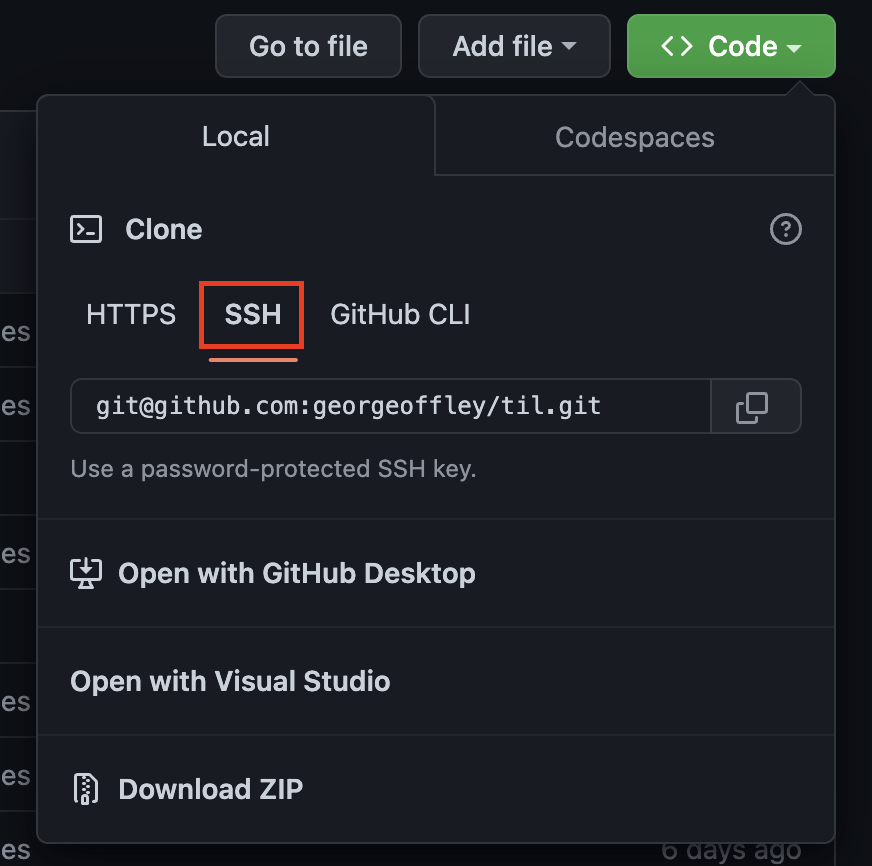 Go to file Add file <> Code
Local Codespaces
Clone
HTTPS SSH GitHub CLI
es
es
git@github.com:georgeoffley/til.git
Use a password-protected SSH key.
es
Open with GitHub Desktop
Open with Visual Studio
es
es
Download ZIP
es 6 days ago